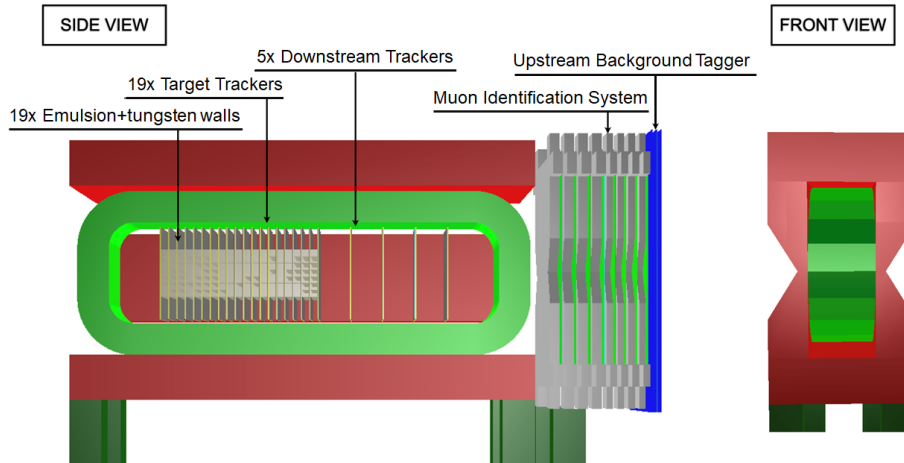 SIDE VIEW
FRONT VIEW
5x Downstream Trackers
Upstream Background Tagger
19x Target Trackers
Muon Identification System
19x Emulsion+tungsten walls